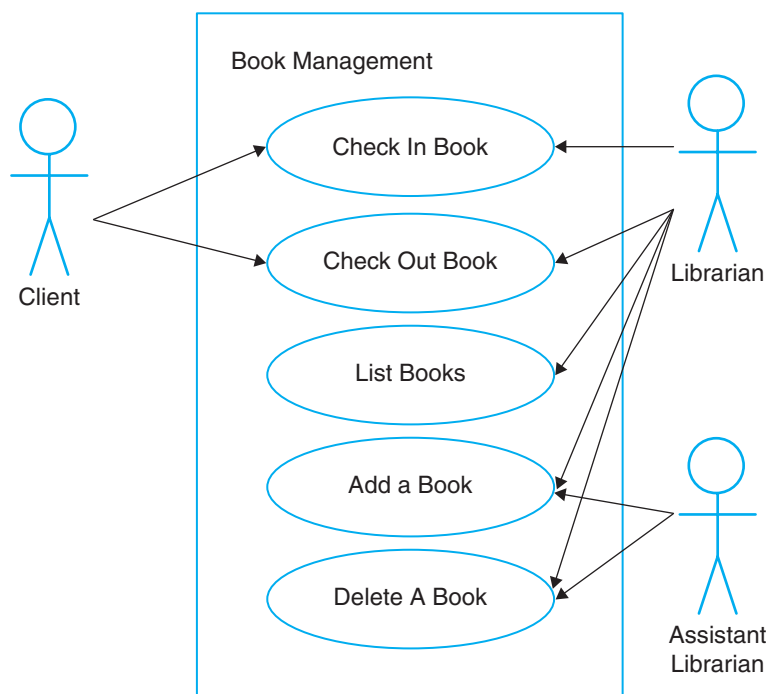 Book Management
Check In Book
Check Out Book
Client
Librarian
List Books
Add a Book
Delete A Book
Assistant
Librarian